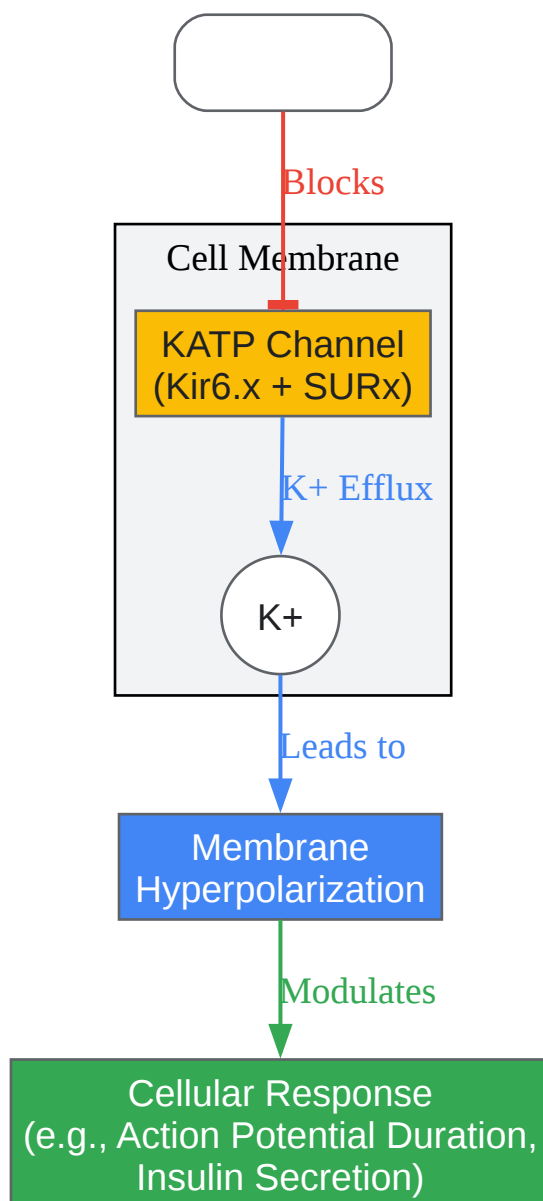 Blocks
Cell Membrane
KATP Channel
(Kir6.x + SURx)
K+ Efflux
K+
Leads to
Membrane
Hyperpolarization
Modulates
Cellular Response
(e.g., Action Potential Duration,
Insulin Secretion)